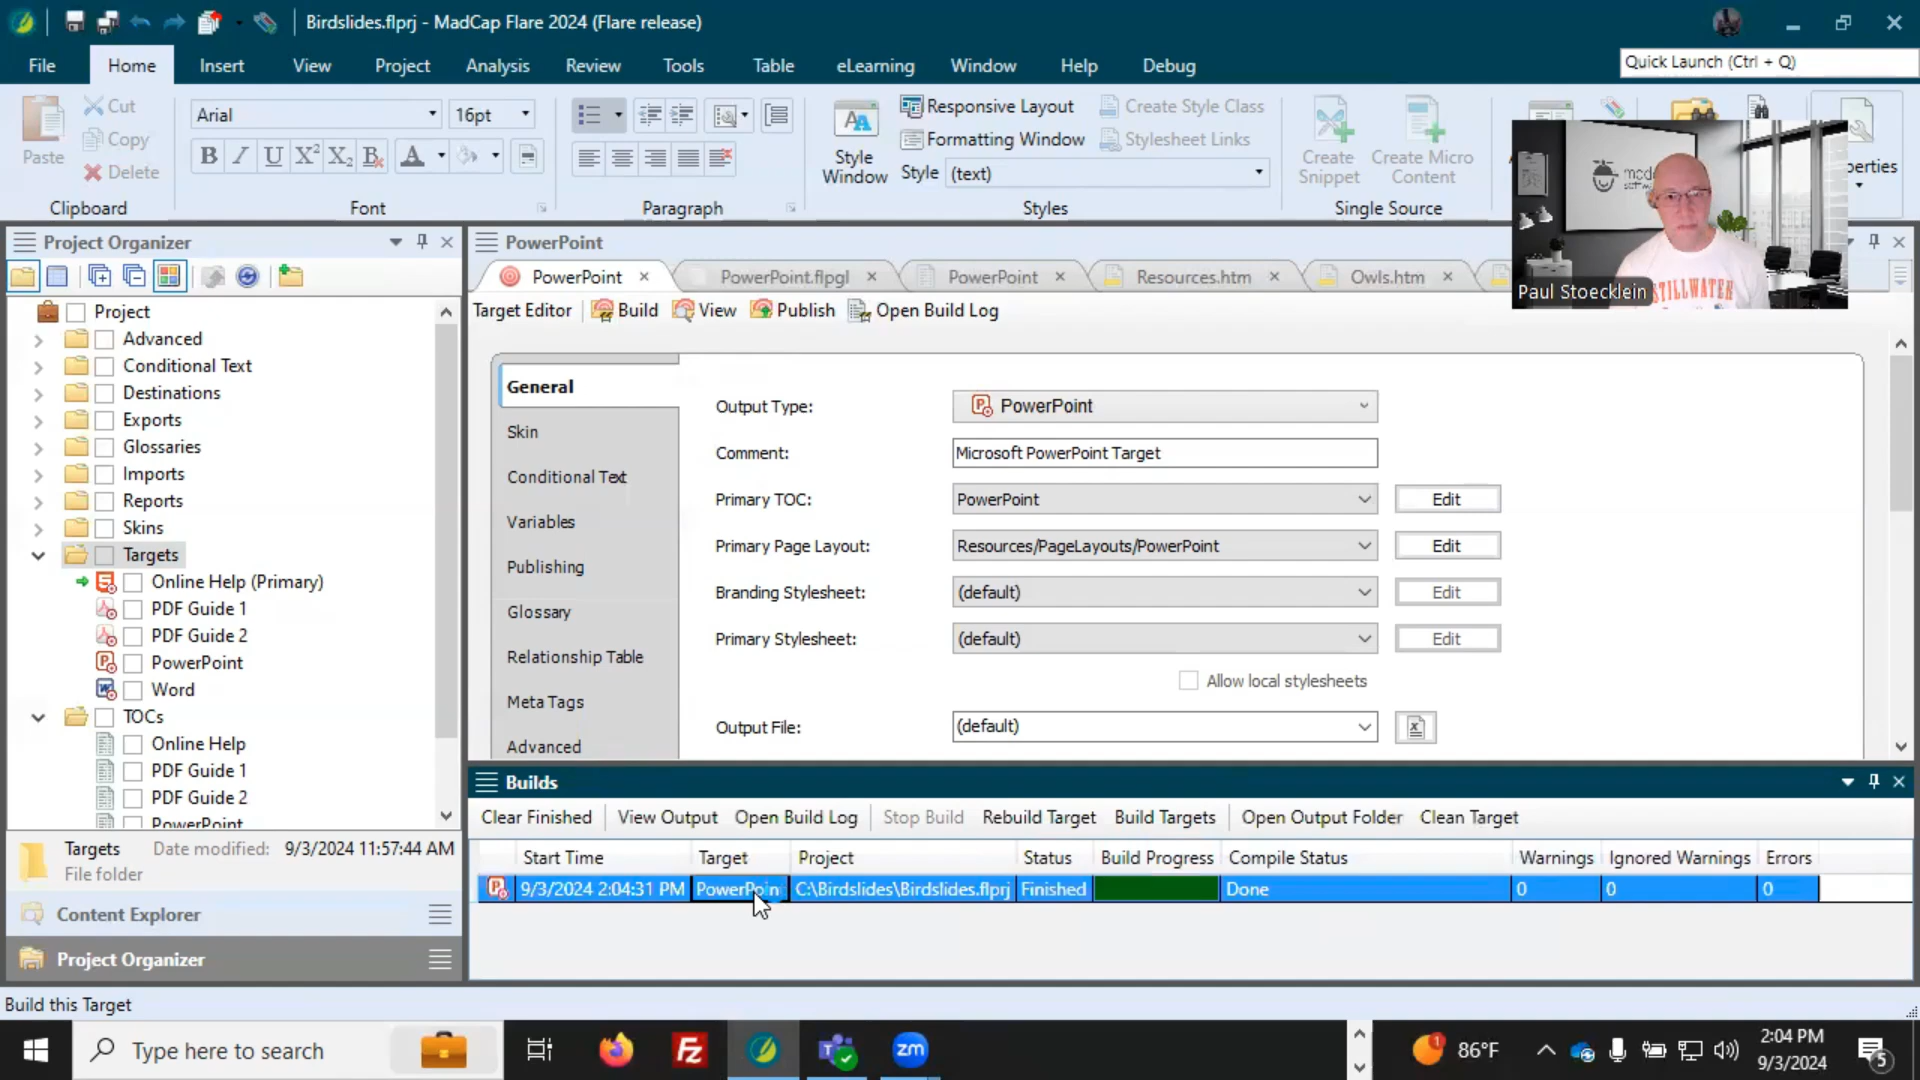 Birdslides.flprj - MadCap Flare 2024 (Flare release)
File Home Insert View Project Analysis Review Tools Table eLearning Window Help Debug
Quick Launch (Ctrl + Q)
Paste
Cut
Copy
Delete
Clipboard
Arial
16pt
Font
Paragraph
Style Window
Responsive Layout
Formatting Window
Style (text)
Create Style Class
Stylesheet Links
Styles
Create Snippet
Create Micro Content
Single Source
Paul Stoecklein
STILLWATER
Project Organizer
Project
Advanced
Conditional Text
Destinations
Exports
Glossaries
Imports
Reports
Skins
Targets
Online Help (Primary)
PDF Guide 1
PDF Guide 2
PowerPoint
Word
TOCs
Online Help
PDF Guide 1
PDF Guide 2
PowerPoint
Targets Date modified: 9/3/2024 11:57:44 AM
File folder
Content Explorer
Project Organizer
PowerPoint
PowerPoint PowerPoint.flpgl PowerPoint Resources.htm Owls.htm
Target Editor Build View Publish Open Build Log
General
Skin
Conditional Text
Variables
Publishing
Glossary
Relationship Table
Meta Tags
Advanced
Output Type: PowerPoint
Comment: Microsoft PowerPoint Target
Primary TOC: PowerPoint Edit
Primary Page Layout: Resources/PageLayouts/PowerPoint Edit
Branding Stylesheet: (default) Edit
Primary Stylesheet: (default) Edit
Allow local stylesheets
Output File: (default)
Builds
Clear Finished View Output Open Build Log Stop Build Rebuild Target Build Targets Open Output Folder Clean Target
Start Time Target Project Status Build Progress Compile Status Warnings Ignored Warnings Errors
9/3/2024 2:04:31 PM PowerPoin C:\Birdslides\Birdslides.flprj Finished Done 0 0 0
Build this Target
Type here to search
zm
86°F
2:04 PM
9/3/2024
5